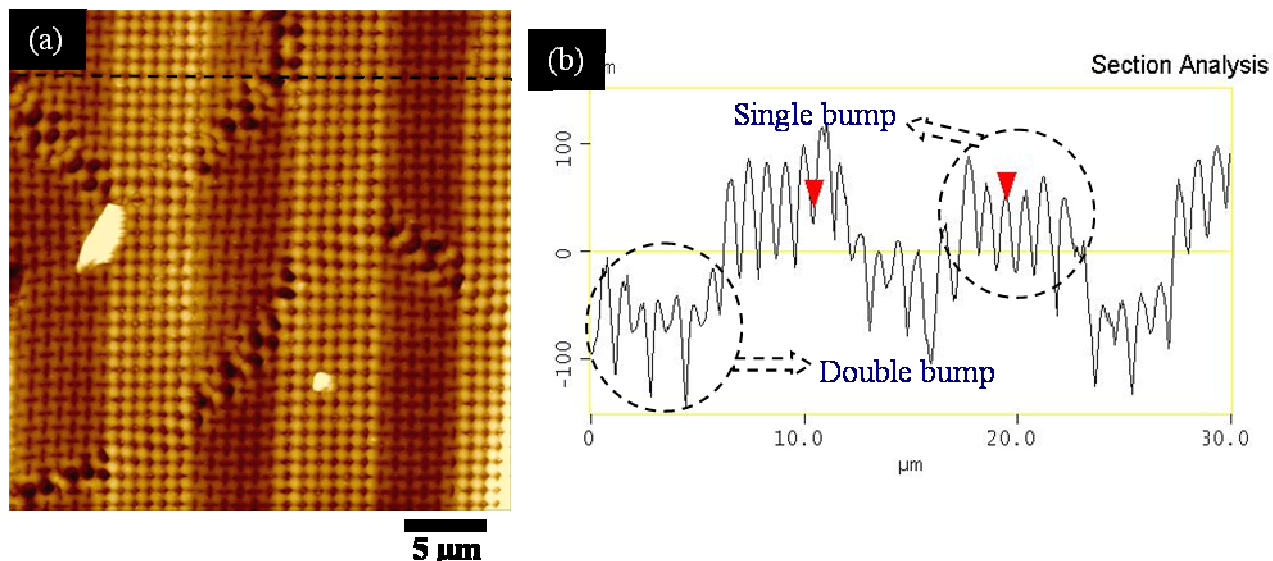 (a)
5 μm
(b)
m
Section Analysis
Single bump
Double bump
100
0
-100
0
10.0
20.0
30.0
μm